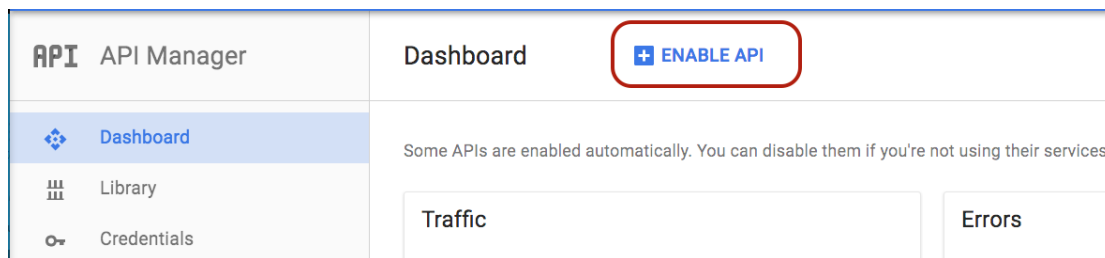 API API Manager
Dashboard
ENABLE API
Dashboard
Library
Credentials
Some APIs are enabled automatically. You can disable them if you're not using their services
Traffic
Errors